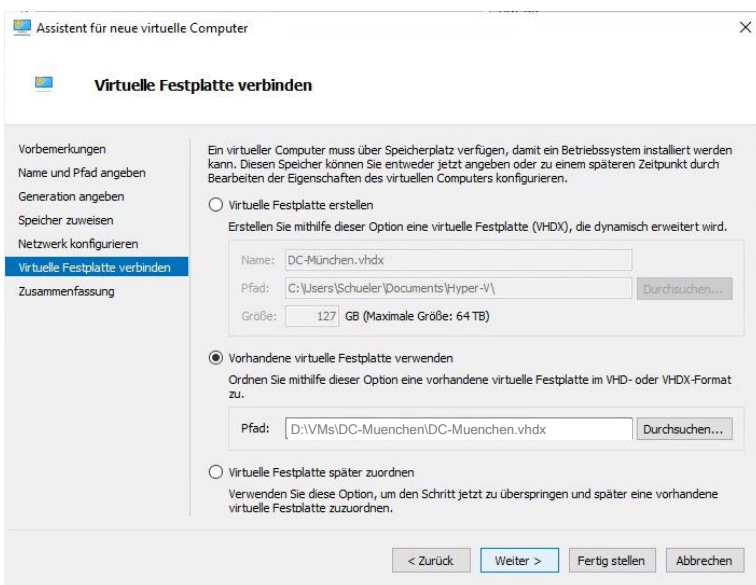 Assistent für neue virtuelle Computer
Virtuelle Festplatte verbinden
Vorbemerkungen
Name und Pfad angeben
Generation angeben
Speicher zuweisen
Netzwerk konfigurieren
Virtuelle Festplatte verbinden
Zusammenfassung
Ein virtueller Computer muss über Speicherplatz verfügen, damit ein Betriebssystem installiert werden
kann. Diesen Speicher können Sie entweder jetzt angeben oder zu einem späteren Zeitpunkt durch
Bearbeiten der Eigenschaften des virtuellen Computers konfigurieren.
Virtuelle Festplatte erstellen
Erstellen Sie mithilfe dieser Option eine virtuelle Festplatte (VHDX), die dynamisch erweitert wird.
Name: DC-München.vhdx
Pfad: C:\Users\Schueler\Documents\Hyper-V\ Durchsuchen...
Größe: 127 GB (Maximale Größe: 64 TB)
Vorhandene virtuelle Festplatte verwenden
Ordnen Sie mithilfe dieser Option eine vorhandene virtuelle Festplatte im VHD- oder VHDX-Format
zu.
Pfad: D:\VMs\DC-Muenchen\DC-Muenchen.vhdx Durchsuchen...
Virtuelle Festplatte später zuordnen
Verwenden Sie diese Option, um den Schritt jetzt zu überspringen und später eine vorhandene
virtuelle Festplatte zuzuordnen.
< Zurück Weiter > Fertig stellen Abbrechen